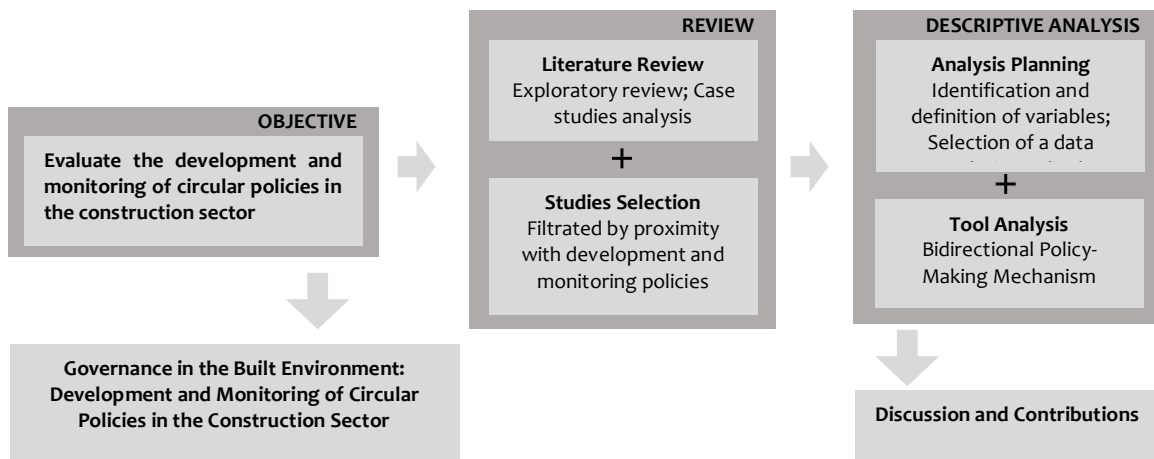 OBJECTIVE
Evaluate the development and
monitoring of circular policies in
the construction sector
Governance in the Built Environment:
Development and Monitoring of Circular
Policies in the Construction Sector
REVIEW
Literature Review
Exploratory review; Case
studies analysis
+
Studies Selection
Filtrated by proximity
with development and
monitoring policies
DESCRIPTIVE ANALYSIS
Analysis Planning
Identification and
definition of variables;
Selection of a data
+
Tool Analysis
Bidirectional Policy-
Making Mechanism
Discussion and Contributions